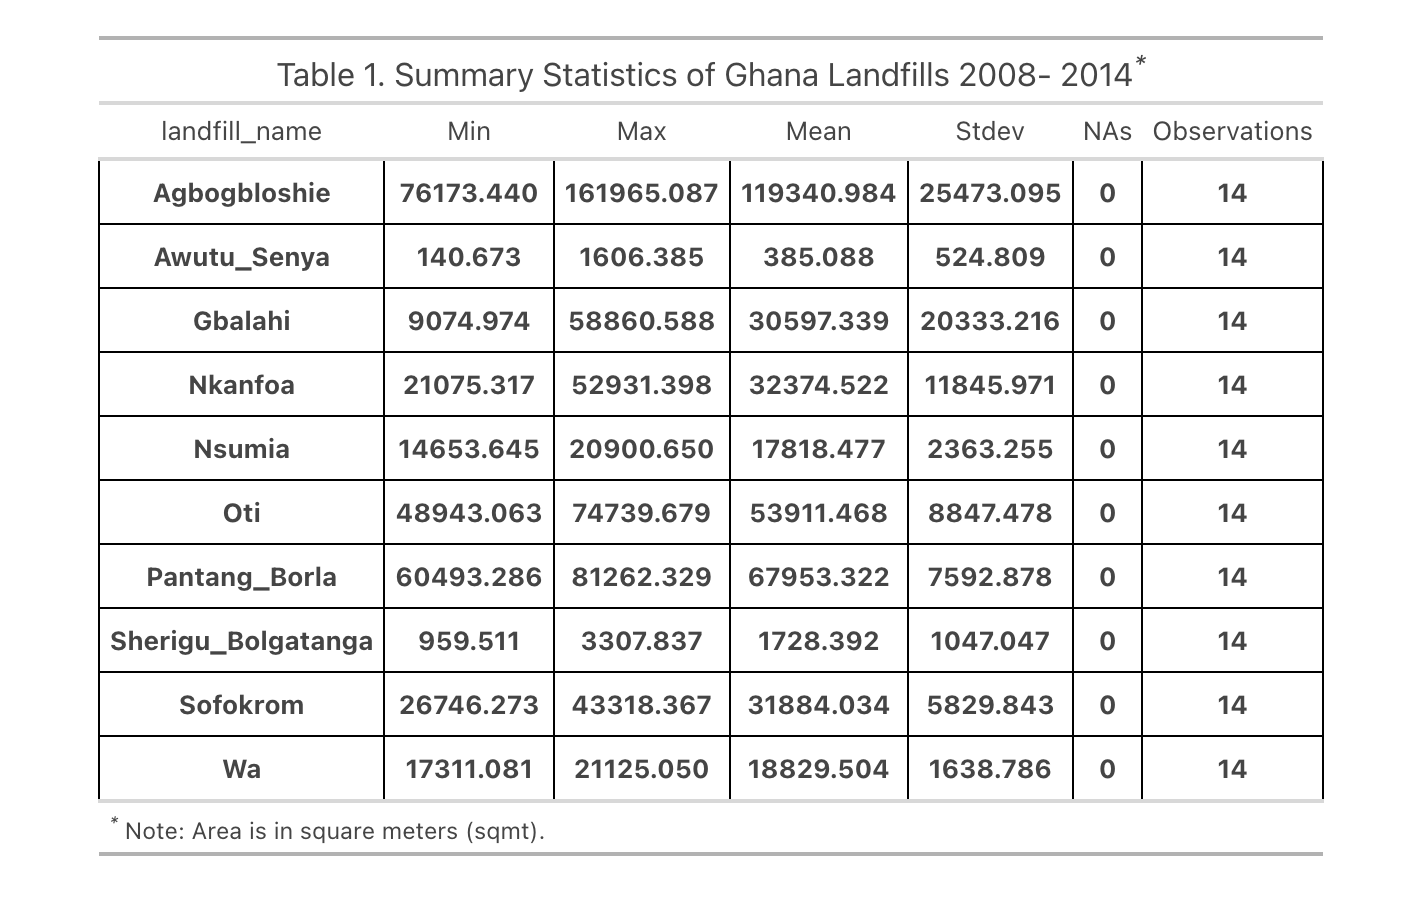 Table 1. Summary Statistics of Ghana Landfills 2008- 2014*
landfill_name Min Max Mean Stdev NAs Observations
Agbogbloshie 76173.440 161965.087 119340.984 25473.095 0 14
Awutu_Senya 140.673 1606.385 385.088 524.809 0 14
Gbalahi 9074.974 58860.588 30597.339 20333.216 0 14
Nkanfoa 21075.317 52931.398 32374.522 11845.971 0 14
Nsumia 14653.645 20900.650 17818.477 2363.255 0 14
Oti 48943.063 74739.679 53911.468 8847.478 0 14
Pantang_Borla 60493.286 81262.329 67953.322 7592.878 0 14
Sherigu_Bolgatanga 959.511 3307.837 1728.392 1047.047 0 14
Sofokrom 26746.273 43318.367 31884.034 5829.843 0 14
Wa 17311.081 21125.050 18829.504 1638.786 0 14
* Note: Area is in square meters (sqmt).